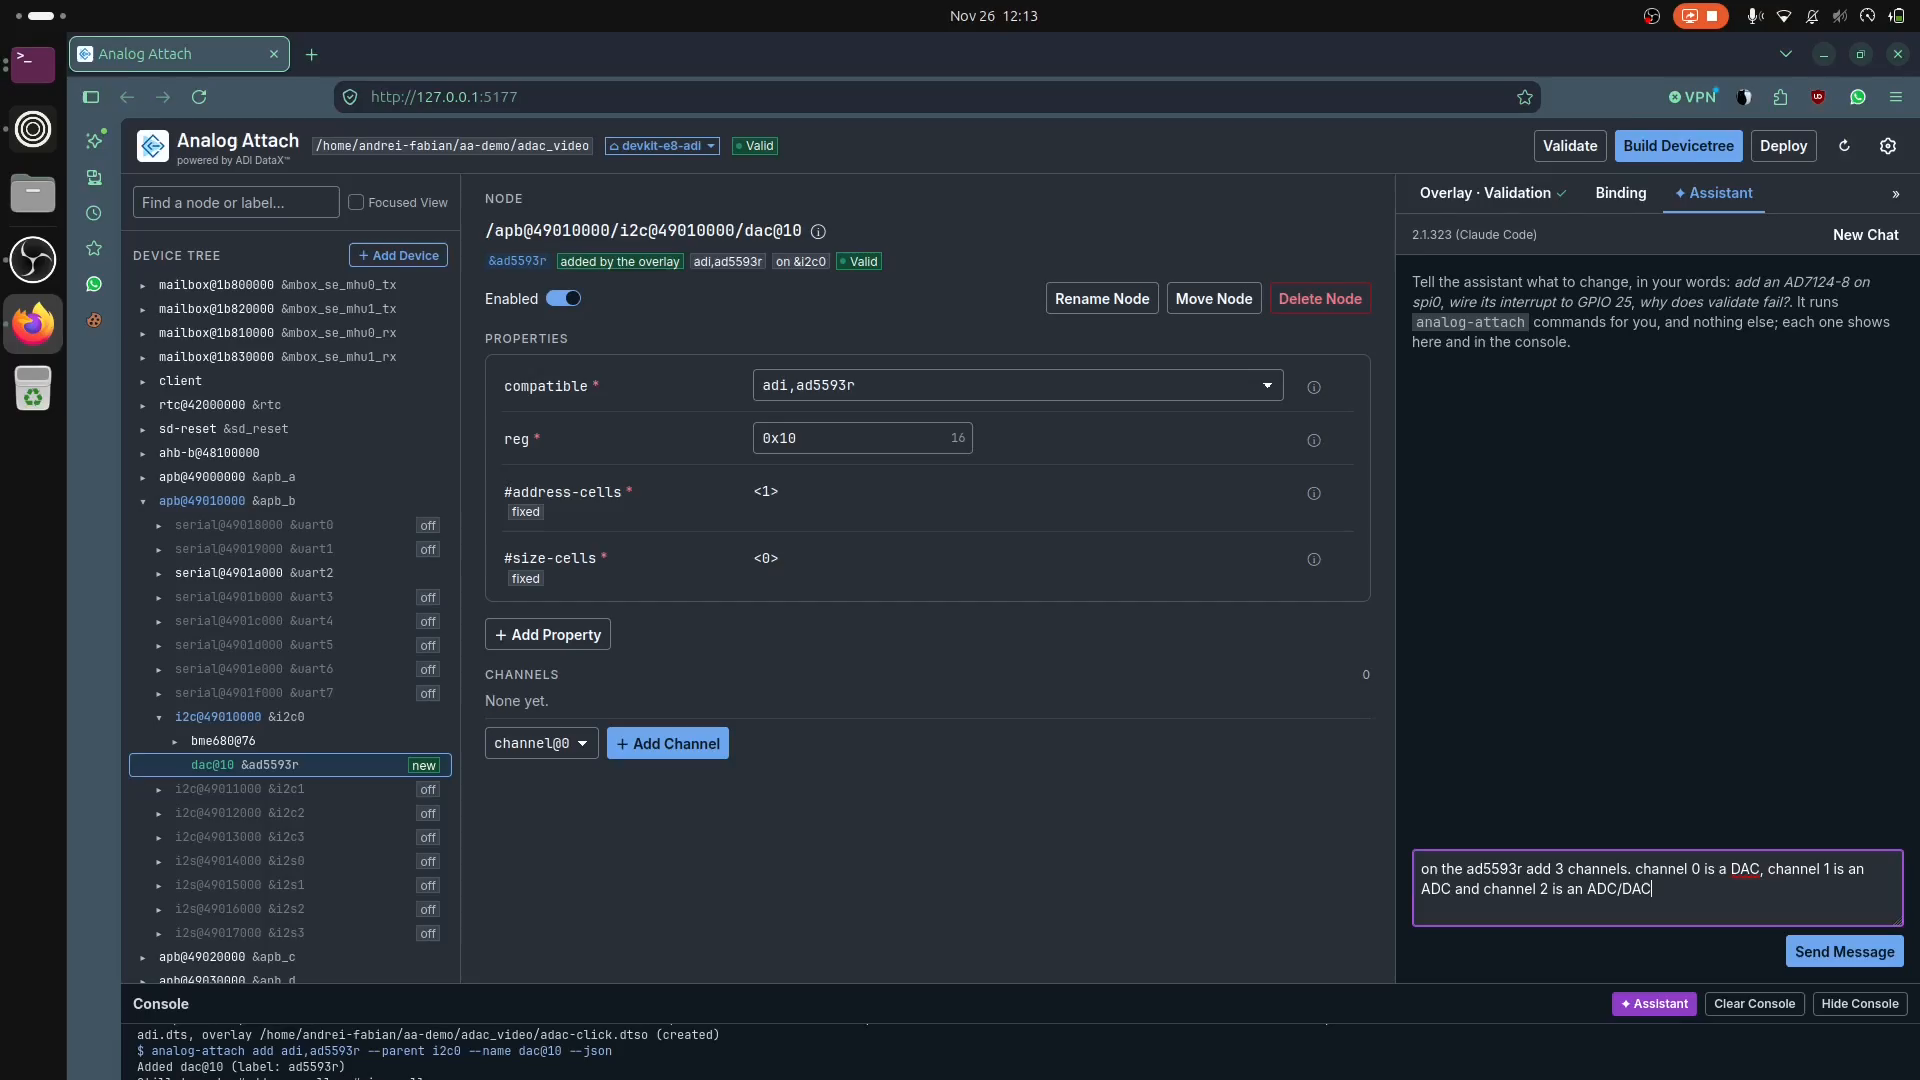 Nov 26 12:13
Analog Attach
http://127.0.0.1:5177
VPN
Analog Attach
powered by ADI DataX™
/home/andrei-fabian/aa-demo/adac_video
devkit-e8-adi
Valid
Validate
Build Devicetree
Deploy
Find a node or label...
Focused View
DEVICE TREE
+ Add Device
mailbox@1b800000 &mbox_se_mhu0_tx
mailbox@1b820000 &mbox_se_mhu1_tx
mailbox@1b810000 &mbox_se_mhu0_rx
mailbox@1b830000 &mbox_se_mhu1_rx
client
rtc@42000000 &rtc
sd-reset &sd_reset
ahb-b@48100000
apb@49000000 &apb_a
apb@49010000 &apb_b
serial@49018000 &uart0 off
serial@49019000 &uart1 off
serial@4901a000 &uart2
serial@4901b000 &uart3 off
serial@4901c000 &uart4 off
serial@4901d000 &uart5 off
serial@4901e000 &uart6 off
serial@4901f000 &uart7 off
i2c@49010000 &i2c0
bme680@76
dac@10 &ad5593r new
i2c@49011000 &i2c1 off
i2c@49012000 &i2c2 off
i2c@49013000 &i2c3 off
i2s@49014000 &i2s0 off
i2s@49015000 &i2s1 off
i2s@49016000 &i2s2 off
i2s@49017000 &i2s3 off
apb@49020000 &apb_c
apb@49030000 &apb_d
NODE
/apb@49010000/i2c@49010000/dac@10
&ad5593r added by the overlay adi,ad5593r on &i2c0 Valid
Enabled
Rename Node
Move Node
Delete Node
PROPERTIES
compatible *
adi,ad5593r
reg *
0x10 16
#address-cells *
<1>
fixed
#size-cells *
<0>
fixed
+ Add Property
CHANNELS 0
None yet.
channel@0
+ Add Channel
Overlay · Validation
Binding
Assistant
»
2.1.323 (Claude Code)
New Chat
Tell the assistant what to change, in your words: add an AD7124-8 on
spi0, wire its interrupt to GPIO 25, why does validate fail?. It runs
analog-attach commands for you, and nothing else; each one shows
here and in the console.
on the ad5593r add 3 channels. channel 0 is a DAC, channel 1 is an
ADC and channel 2 is an ADC/DAC
Send Message
Console
Assistant
Clear Console
Hide Console
adi.dts, overlay /home/andrei-fabian/aa-demo/adac_video/adac-click.dtso (created)
$ analog-attach add adi,ad5593r --parent i2c0 --name dac@10 --json
Added dac@10 (label: ad5593r)